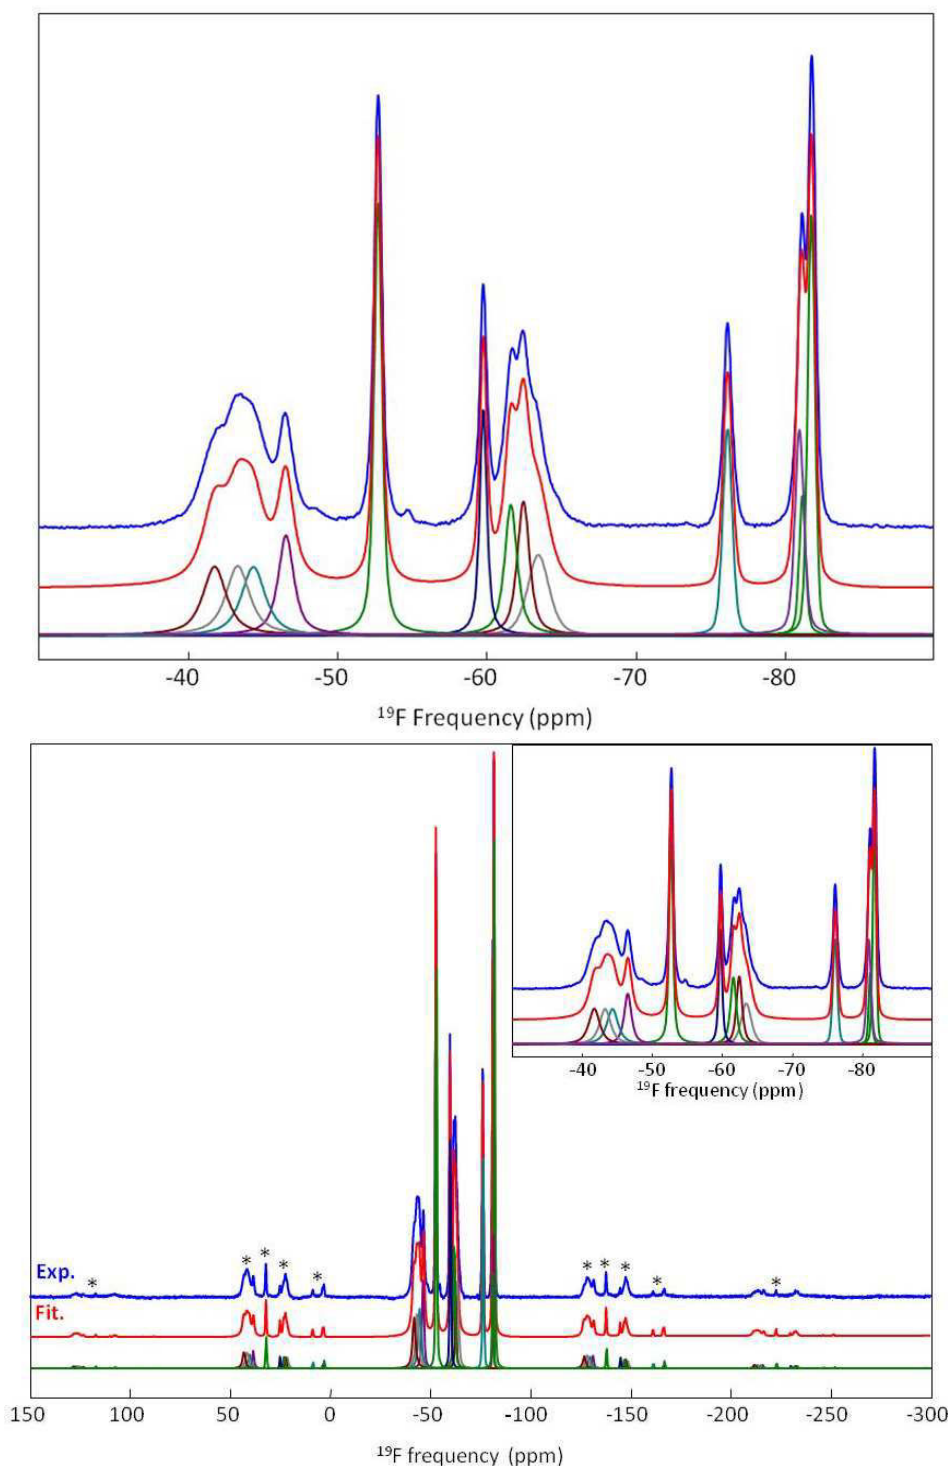 -40 -50 -60 -70 -80
¹⁹F Frequency (ppm)
-40 -50 -60 -70 -80
¹⁹F frequency (ppm)
* * * * * * * * * *
Exp.
Fit.
150 100 50 0 -50 -100 -150 -200 -250 -300
¹⁹F frequency (ppm)